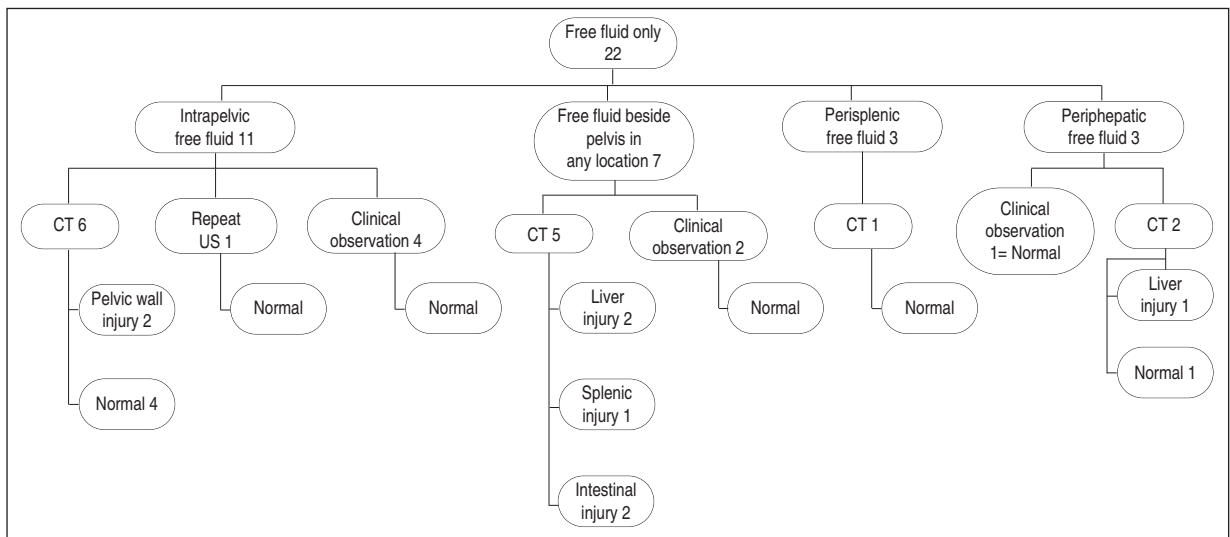 Free fluid only
22
Intrapelvic
free fluid 11
Free fluid beside
pelvis in
any location 7
Perisplenic
free fluid 3
Periphepatic
free fluid 3
CT 6
Repeat
US 1
Clinical
observation 4
CT 5
Clinical
observation 2
CT 1
Clinical
observation
1= Normal
CT 2
Pelvic wall
injury 2
Normal
Normal
Liver
injury 2
Normal
Normal
Liver
injury 1
Normal 4
Splenic
injury 1
Normal 1
Intestinal
injury 2